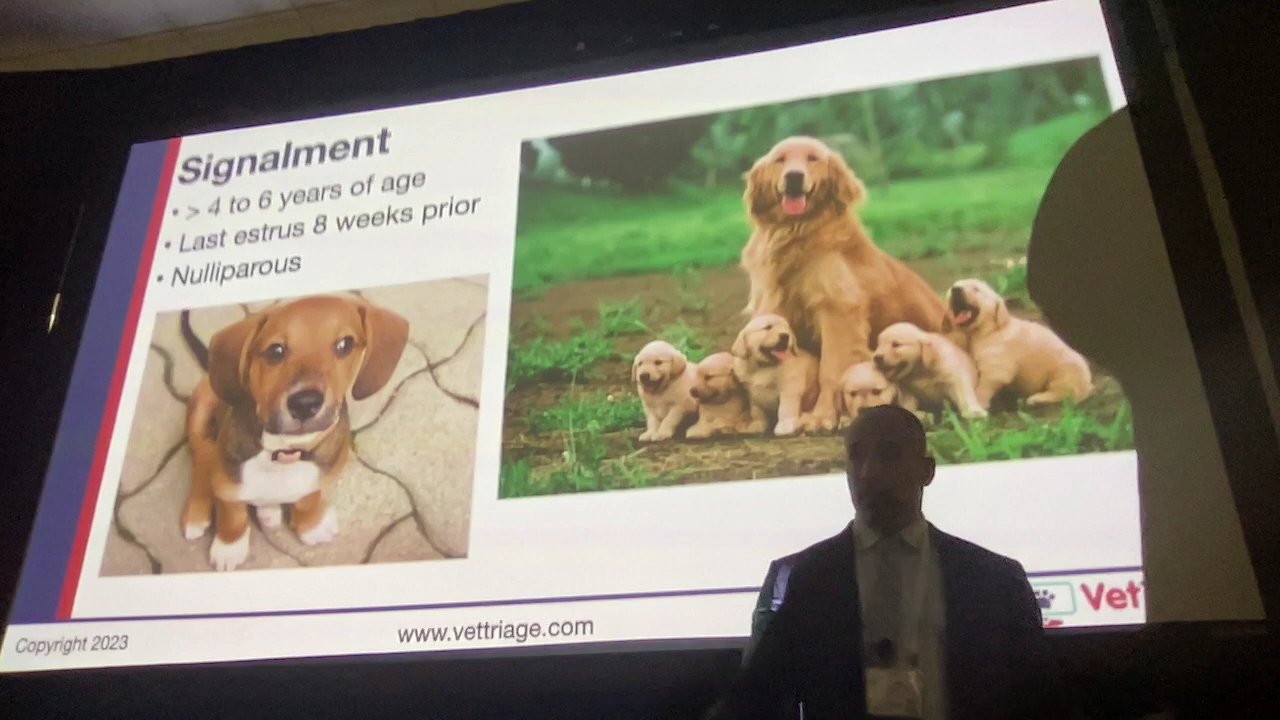 Signalment
• > 4 to 6 years of age
• Last estrus 8 weeks prior
• Nulliparous
Copyright 2023
www.vettriage.com
Vet